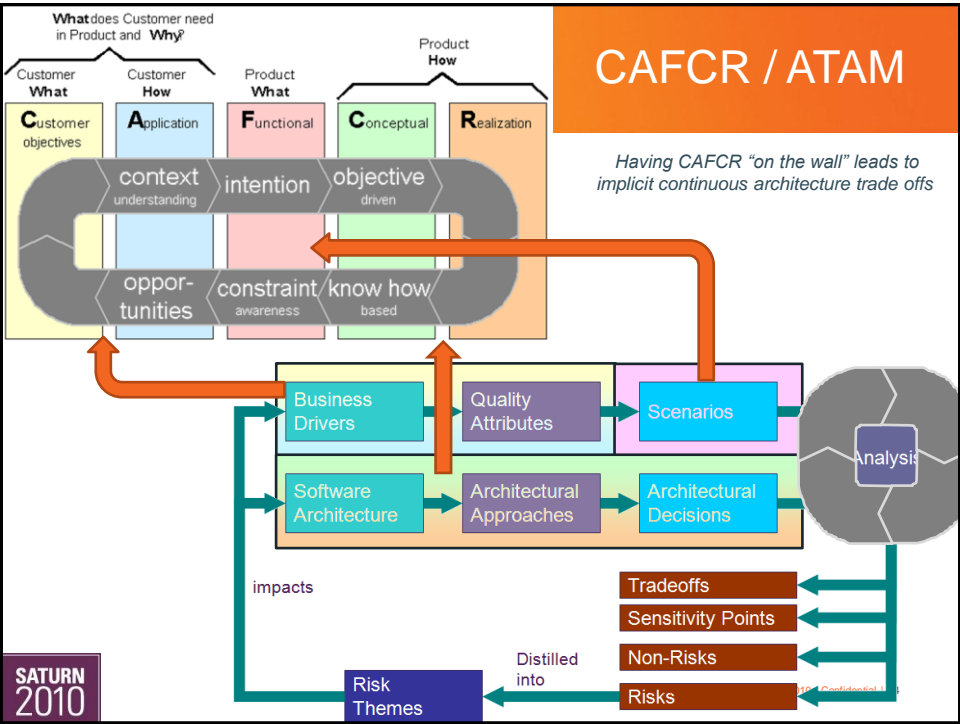 What does Customer need
in Product and Why?
Customer
What
Customer
How
Product
What
Product
How
CAFCR / ATAM
Customer
objectives
Application
Functional
Conceptual
Realization
Having CAFCR “on the wall” leads to
implicit continuous architecture trade offs
context
understanding
intention
objective
driven
oppor-
tunities
constraint
awareness
know how
based
Business
Drivers
Quality
Attributes
Scenarios
Analysis
Software
Architecture
Architectural
Approaches
Architectural
Decisions
impacts
Tradeoffs
Sensitivity Points
Non-Risks
Distilled
into
Risks
Confidential
Risk
Themes
SATURN
2010